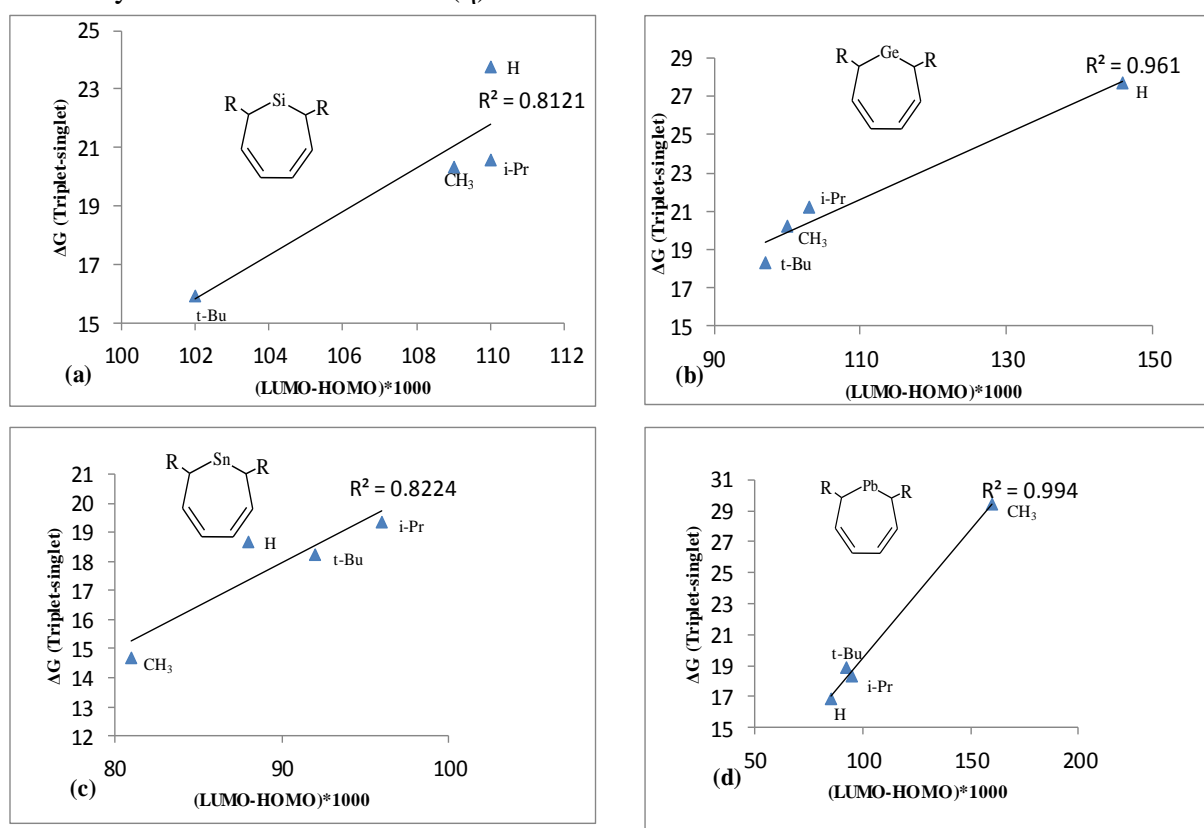 25
23
21
19
17
15
ΔG (Triplet-singlet)
R Si R
H
R² = 0.8121
i-Pr
CH₃
t-Bu
100 102 104 106 108 110 112
(a)
(LUMO-HOMO)*1000
29
27
25
23
21
19
17
15
ΔG (Triplet-singlet)
R Ge R
R² = 0.961
H
i-Pr
CH₃
t-Bu
90 110 130 150
(b)
(LUMO-HOMO)*1000
21
20
19
18
17
16
15
14
13
12
ΔG (Triplet-singlet)
R Sn R
R² = 0.8224
i-Pr
H
t-Bu
CH₃
80 90 100
(c)
(LUMO-HOMO)*1000
31
29
27
25
23
21
19
17
15
ΔG (Triplet-singlet)
R Pb R
R² = 0.994
CH₃
t-Bu
i-Pr
H
50 100 150 200
(d)
(LUMO-HOMO)*1000